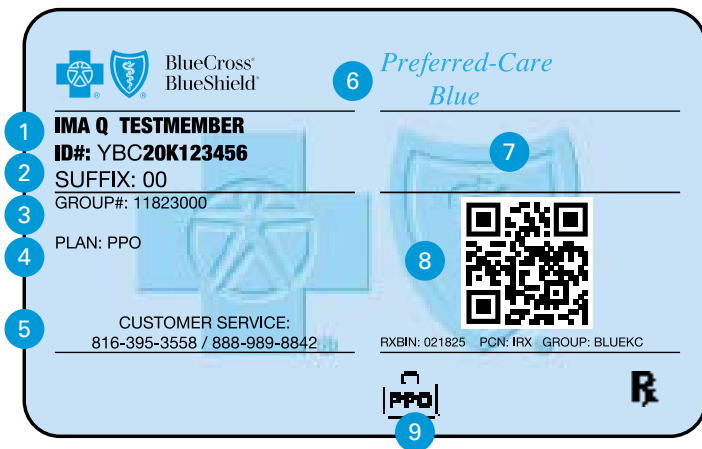 BlueCross®
BlueShield®
6
Preferred-Care
Blue
1
IMA Q TESTMEMBER
ID#: YBC20K123456
2
SUFFIX: 00
7
3
GROUP#: 11823000
4
PLAN: PPO
8
5
CUSTOMER SERVICE:
816-395-3558 / 888-989-8842
RXBIN: 021825 PCN: IRX GROUP: BLUEKC
PPO
Rx
9